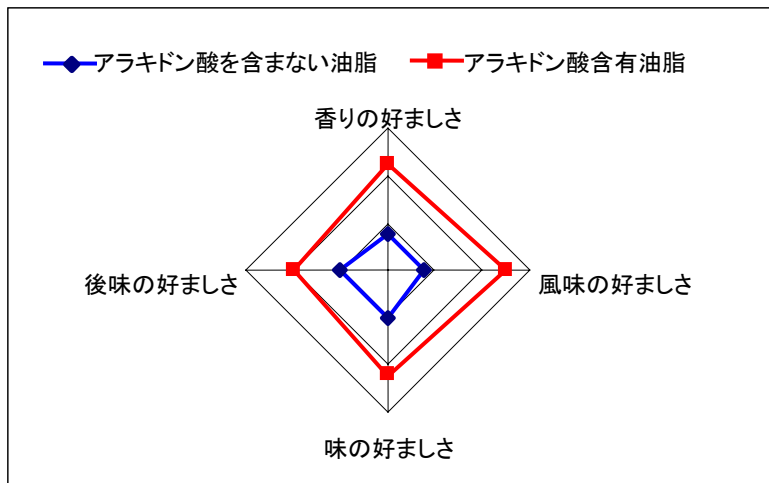 アラキドン酸を含まない油脂
アラキドン酸含有油脂
香りの好ましさ
後味の好ましさ
風味の好ましさ
味の好ましさ